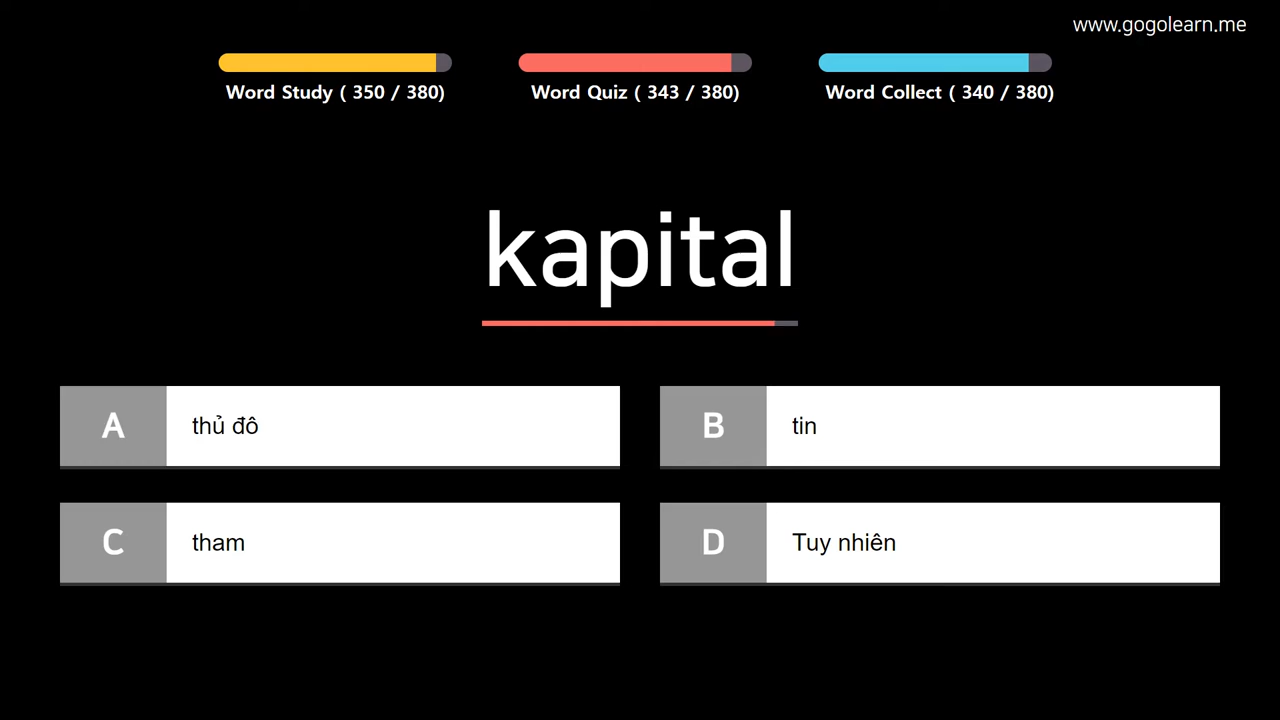 www.gogolearn.me
Word Study ( 350 / 380)
Word Quiz ( 343 / 380)
Word Collect ( 340 / 380)
kapital
A thủ đô
B tin
C tham
D Tuy nhiên